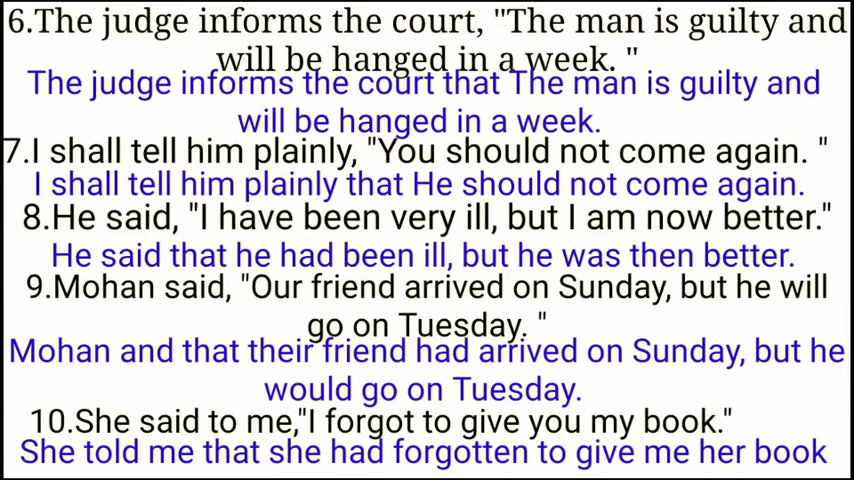 6.The judge informs the court, "The man is guilty and
will be hanged in a week. "
The judge informs the court that The man is guilty and
will be hanged in a week.
7.I shall tell him plainly, "You should not come again. "
I shall tell him plainly that He should not come again.
8.He said, "I have been very ill, but I am now better."
He said that he had been ill, but he was then better.
9.Mohan said, "Our friend arrived on Sunday, but he will
go on Tuesday. "
Mohan and that their friend had arrived on Sunday, but he
would go on Tuesday.
10.She said to me,"I forgot to give you my book."
She told me that she had forgotten to give me her book